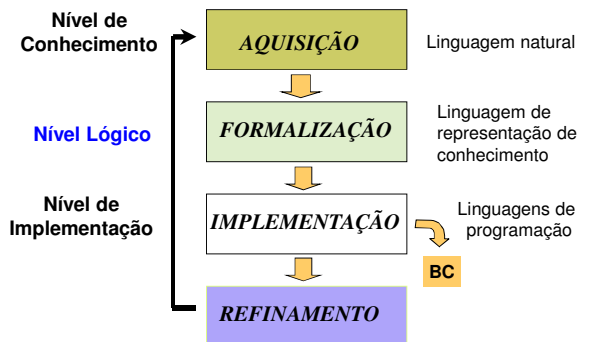 Nível de
Conhecimento
AQUISIÇÃO
Linguagem natural
Nível Lógico
FORMALIZAÇÃO
Linguagem de
representação de
conhecimento
Nível de
Implementação
IMPLEMENTAÇÃO
Linguagens de
programação
BC
REFINAMENTO